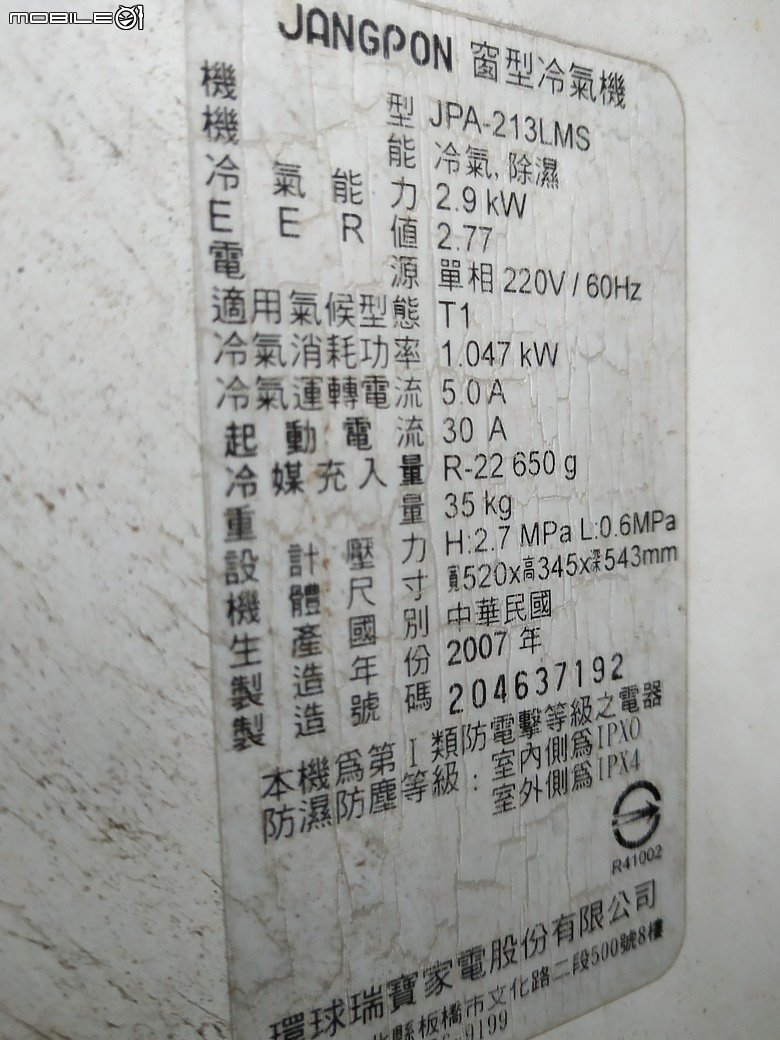 MOBILE01
JANGPON 窗型冷氣機
機型 JPA-213LMS
機能 冷氣,除濕
冷氣能力 2.9 kW
EER值 2.77
電源 單相 220V / 60Hz
適用氣候型態 T1
冷氣消耗功率 1.047 kW
冷氣運轉電流 5.0 A
起動電流 30 A
冷媒充入量 R-22 650 g
重量 35 kg
設計壓力 H:2.7 MPa L:0.6MPa
機體尺寸 寬520x高345x深543mm
生產國別 中華民國
製造年份 2007 年
製造號碼 204637192
本機為第 I 類防電擊等級之電器
防濕防塵等級：室內側為IPX0
室外側為IPX4
R41002
環球瑞寶家電股份有限公司
縣板橋市文化路二段500號8樓
9199